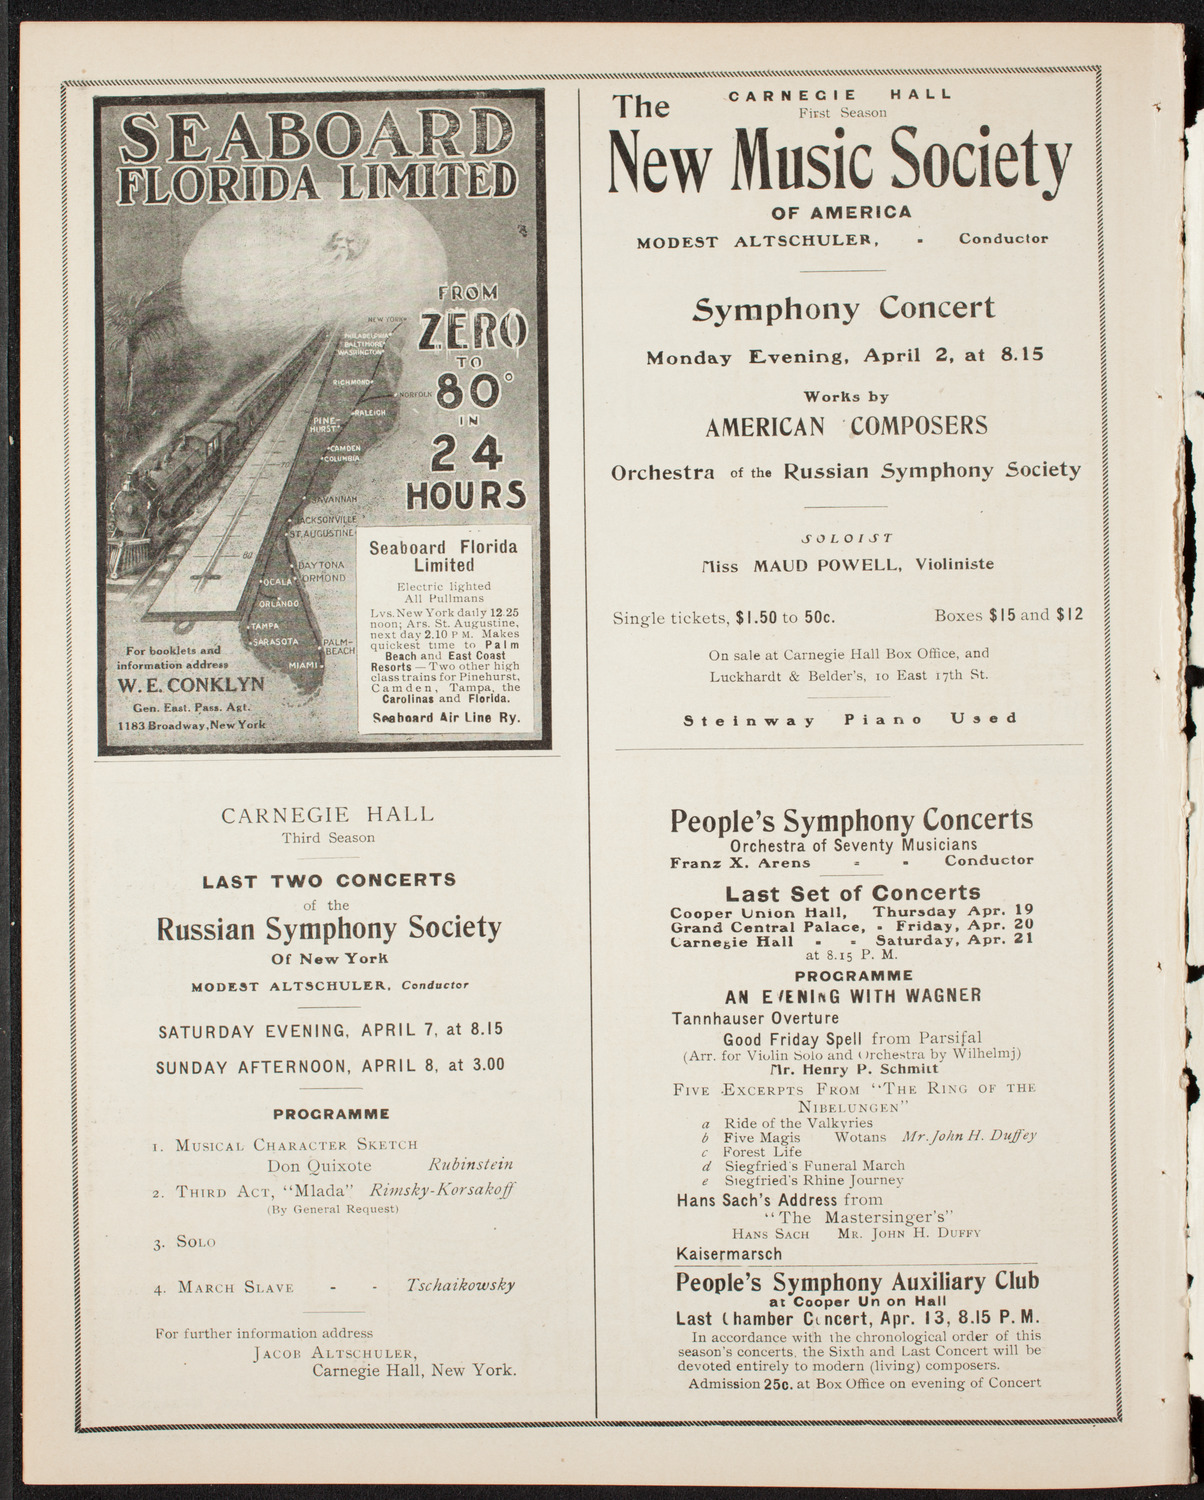 SEABOARD
FLORIDA LIMITED
FROM
ZERO
TO
80°
IN
24
HOURS
NEW YORK
PHILADELPHIA
BALTIMORE
WASHINGTON
RICHMOND
NORFOLK
RALEIGH
PINE-
HURST
CAMDEN
COLUMBIA
SAVANNAH
JACKSONVILLE
ST. AUGUSTINE
80
DAYTONA
ORMOND
OCALA
ORLANDO
TAMPA
SARASOTA
PALM-
BEACH
MIAMI
For booklets and
information address
W. E. CONKLYN
Gen. East. Pass. Agt.
1183 Broadway, New York
Seaboard Florida
Limited
Electric lighted
All Pullmans
Lvs. New York daily 12 25
noon; Ars. St. Augustine,
next day 2.10 P M. Makes
quickest time to Palm
Beach and East Coast
Resorts — Two other high
class trains for Pinehurst,
Camden, Tampa, the
Carolinas and Florida.
Seaboard Air Line Ry.
CARNEGIE HALL
Third Season
LAST TWO CONCERTS
of the
Russian Symphony Society
Of New York
MODEST ALTSCHULER, Conductor
SATURDAY EVENING, APRIL 7, at 8.15
SUNDAY AFTERNOON, APRIL 8, at 3.00
PROGRAMME
1. MUSICAL CHARACTER SKETCH
Don Quixote Rubinstein
2. THIRD ACT, "Mlada" Rimsky-Korsakoff
(By General Request)
3. SOLO
4. MARCH SLAVE - - Tschaikowsky
For further information address
JACOB ALTSCHULER,
Carnegie Hall, New York.
CARNEGIE HALL
The First Season
New Music Society
OF AMERICA
MODEST ALTSCHULER, - Conductor
Symphony Concert
Monday Evening, April 2, at 8.15
Works by
AMERICAN COMPOSERS
Orchestra of the Russian Symphony Society
SOLOIST
Miss MAUD POWELL, Violiniste
Single tickets, $1.50 to 50c. Boxes $15 and $12
On sale at Carnegie Hall Box Office, and
Luckhardt & Belder's, 10 East 17th St.
Steinway Piano Used
People's Symphony Concerts
Orchestra of Seventy Musicians
Franz X. Arens - - Conductor
Last Set of Concerts
Cooper Union Hall, Thursday Apr. 19
Grand Central Palace, - Friday, Apr. 20
Carnegie Hall - - Saturday, Apr. 21
at 8.15 P. M.
PROGRAMME
AN EVENING WITH WAGNER
Tannhauser Overture
Good Friday Spell from Parsifal
(Arr. for Violin Solo and Orchestra by Wilhelmj)
Mr. Henry P. Schmitt
FIVE EXCERPTS FROM "THE RING OF THE
NIBELUNGEN"
a Ride of the Valkyries
b Five Magis Wotans Mr. John H. Duffey
c Forest Life
d Siegfried's Funeral March
e Siegfried's Rhine Journey
Hans Sach's Address from
"The Mastersinger's"
HANS SACH MR. JOHN H. DUFFY
Kaisermarsch
People's Symphony Auxiliary Club
at Cooper Un on Hall
Last Chamber Concert, Apr. 13, 8.15 P. M.
In accordance with the chronological order of this
season's concerts, the Sixth and Last Concert will be
devoted entirely to modern (living) composers.
Admission 25c. at Box Office on evening of Concert